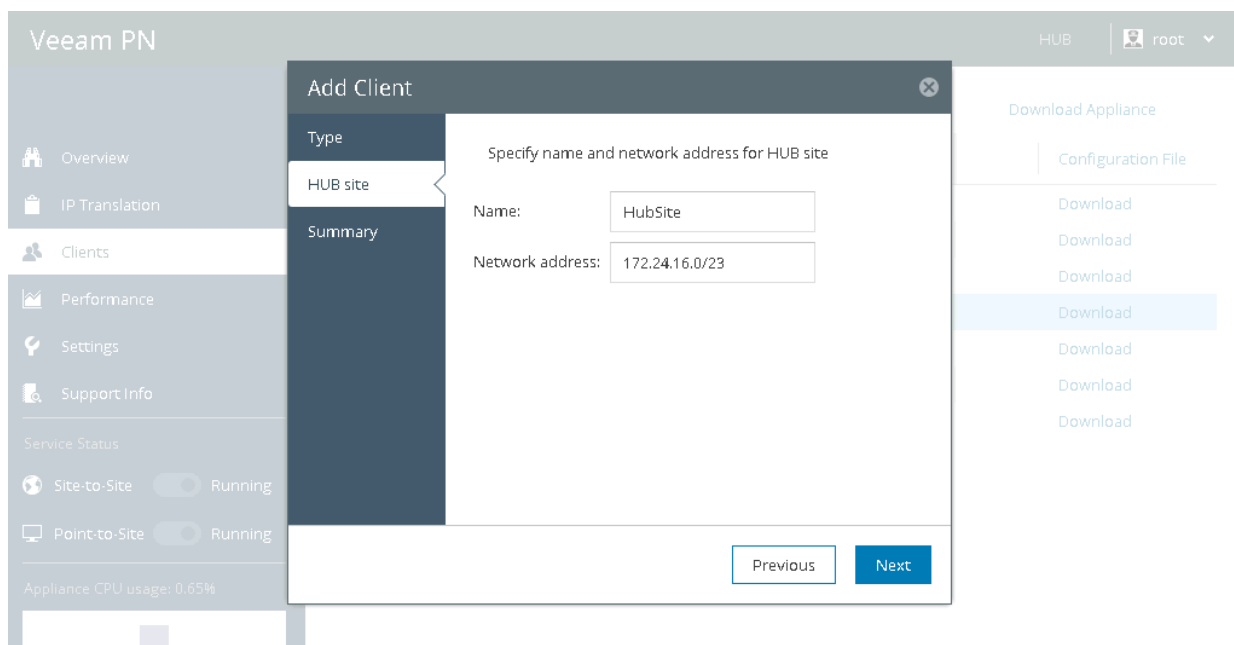 Veeam PN
HUB
root
Add Client
Download Appliance
Type
Specify name and network address for HUB site
Overview
Configuration File
HUB site
IP Translation
Name:
HubSite
Download
Summary
Download
Clients
Network address:
172.24.16.0/23
Download
Performance
Download
Settings
Download
Support Info
Download
Download
Service Status
Site-to-Site
Running
Point-to-Site
Running
Previous
Next
Appliance CPU usage: 0.65%